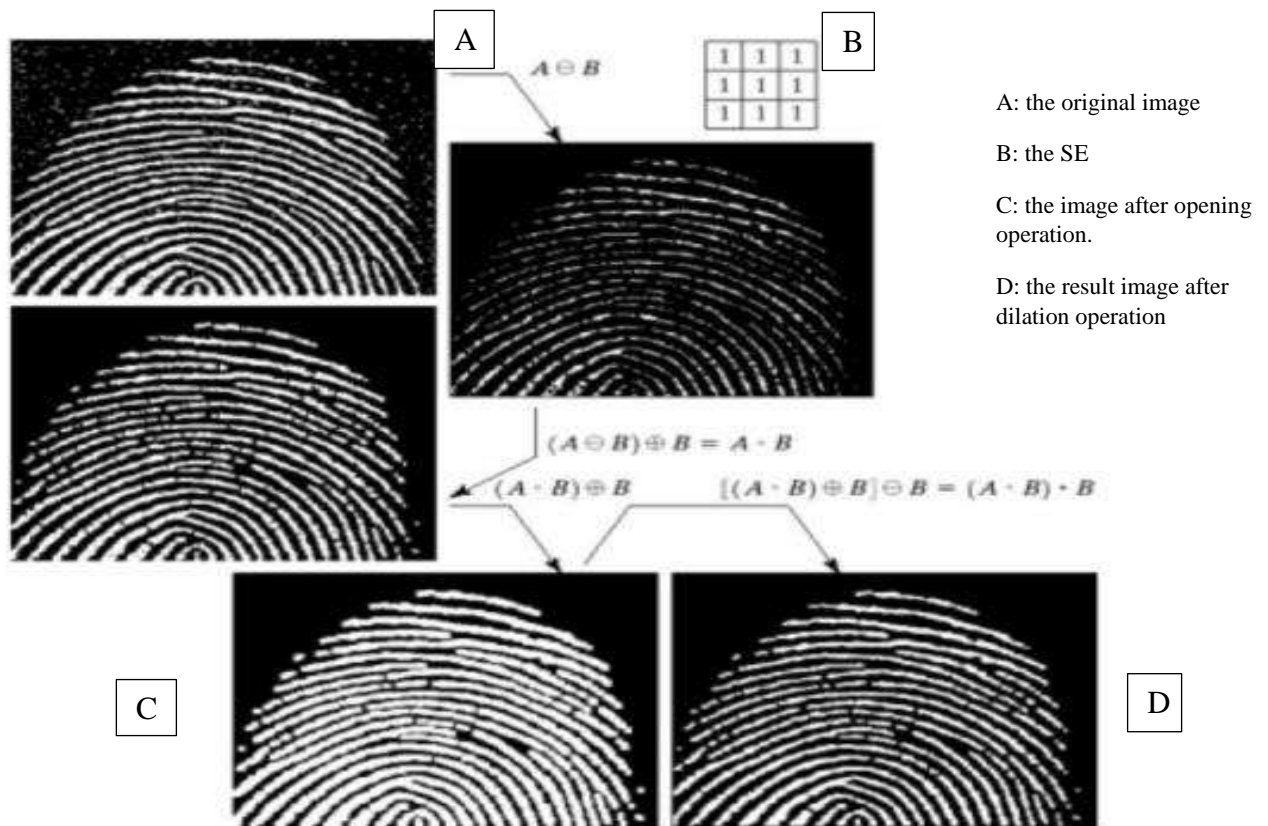 A
B
A ⊖ B
1 1 1
1 1 1
1 1 1
A: the original image
B: the SE
C: the image after opening
operation.
D: the result image after
dilation operation
(A ⊖ B) ⊕ B = A · B
(A · B) ⊕ B
[(A · B) ⊕ B] ⊖ B = (A · B) • B
C
D